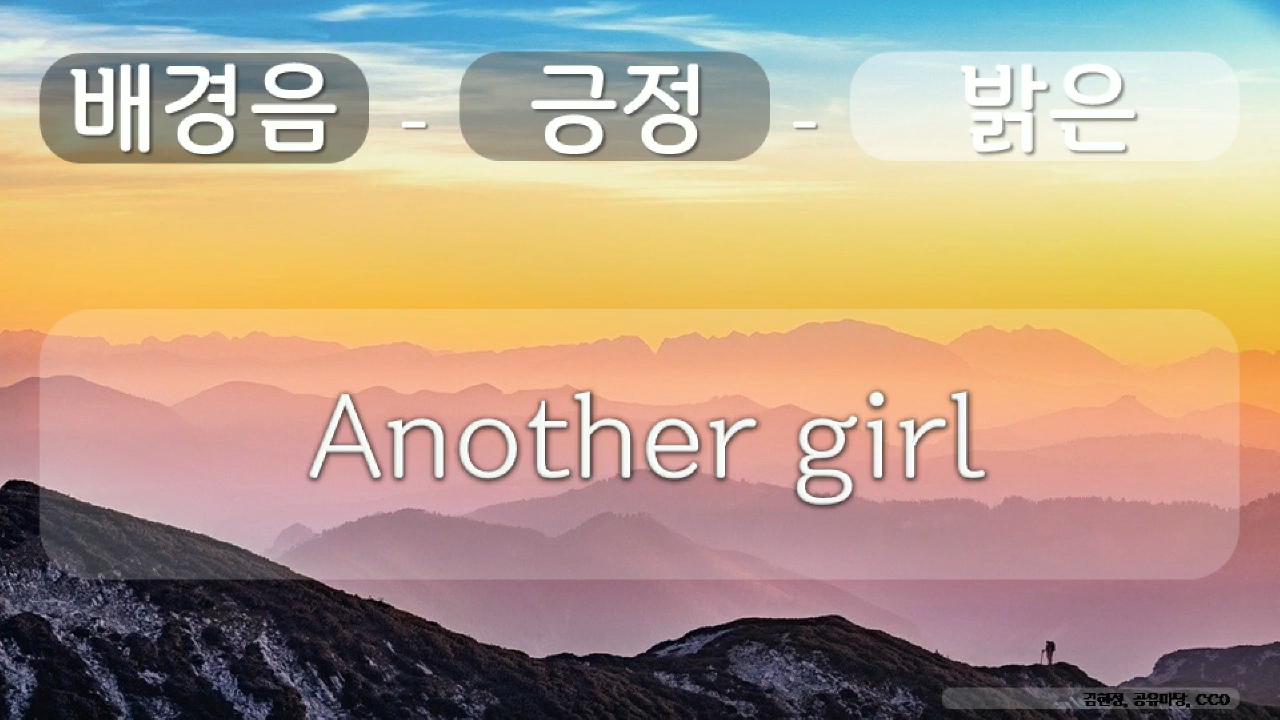 배경음 - 긍정 - 밝은
Another girl
김현정, 공유마당, CC0